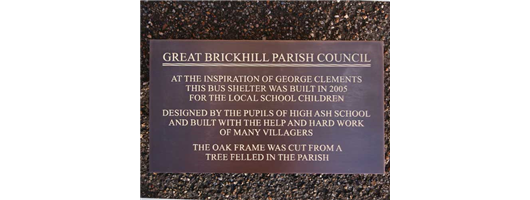 GREAT BRICKHILL PARISH COUNCIL
AT THE INSPIRATION OF GEORGE CLEMENTS
THIS BUS SHELTER WAS BUILT IN 2005
FOR THE LOCAL SCHOOL CHILDREN
DESIGNED BY THE PUPILS OF HIGH ASH SCHOOL
AND BUILT WITH THE HELP AND HARD WORK
OF MANY VILLAGERS
THE OAK FRAME WAS CUT FROM A
TREE FELLED IN THE PARISH